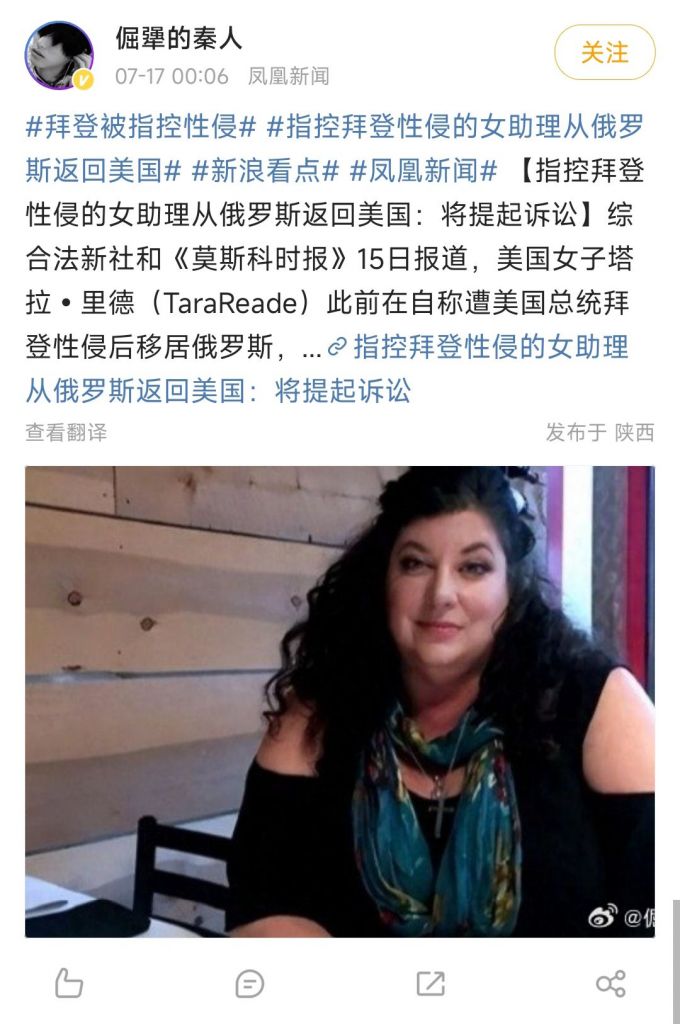 倔犟的秦人
关注
07-17 00:06 凤凰新闻
#拜登被指控性侵# #指控拜登性侵的女助理从俄罗
斯返回美国# #新浪看点# #凤凰新闻# 【指控拜登
性侵的女助理从俄罗斯返回美国：将提起诉讼】综
合法新社和《莫斯科时报》15日报道，美国女子塔
拉•里德（TaraReade）此前在自称遭美国总统拜
登性侵后移居俄罗斯，...指控拜登性侵的女助理
从俄罗斯返回美国：将提起诉讼
查看翻译
发布于 陕西
@倔